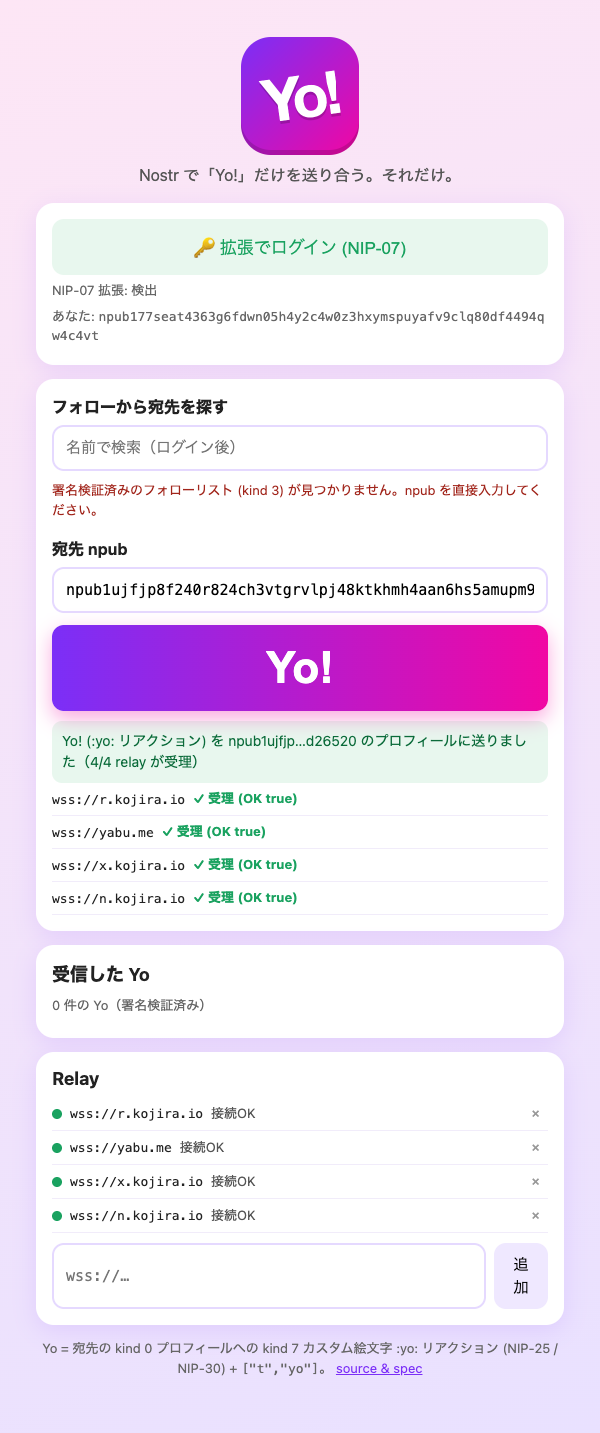 Yo!
Nostr で「Yo!」だけを送り合う。それだけ。
🔑 拡張でログイン (NIP-07)
NIP-07 拡張: 検出
あなた: npub177seat4363g6fdwn05h4y2c4w0z3hxymspuyafv9clq80df4494q
w4c4vt
フォローから宛先を探す
名前で検索（ログイン後）
署名検証済みのフォローリスト (kind 3) が見つかりません。npub を直接入力してく
ださい。
宛先 npub
npub1ujfjp8f240r824ch3vtgrvlpj48ktkhmh4aan6hs5amupm9
Yo!
Yo! (:yo: リアクション) を npub1ujfjp…d26520 のプロフィールに送りまし
た（4/4 relay が受理）
wss://r.kojira.io ✓ 受理 (OK true)
wss://yabu.me ✓ 受理 (OK true)
wss://x.kojira.io ✓ 受理 (OK true)
wss://n.kojira.io ✓ 受理 (OK true)
受信した Yo
0 件の Yo（署名検証済み）
Relay
wss://r.kojira.io 接続OK ×
wss://yabu.me 接続OK ×
wss://x.kojira.io 接続OK ×
wss://n.kojira.io 接続OK ×
wss://…
追
加
Yo = 宛先の kind 0 プロフィールへの kind 7 カスタム絵文字 :yo: リアクション (NIP-25 /
NIP-30) + ["t","yo"]。 source & spec